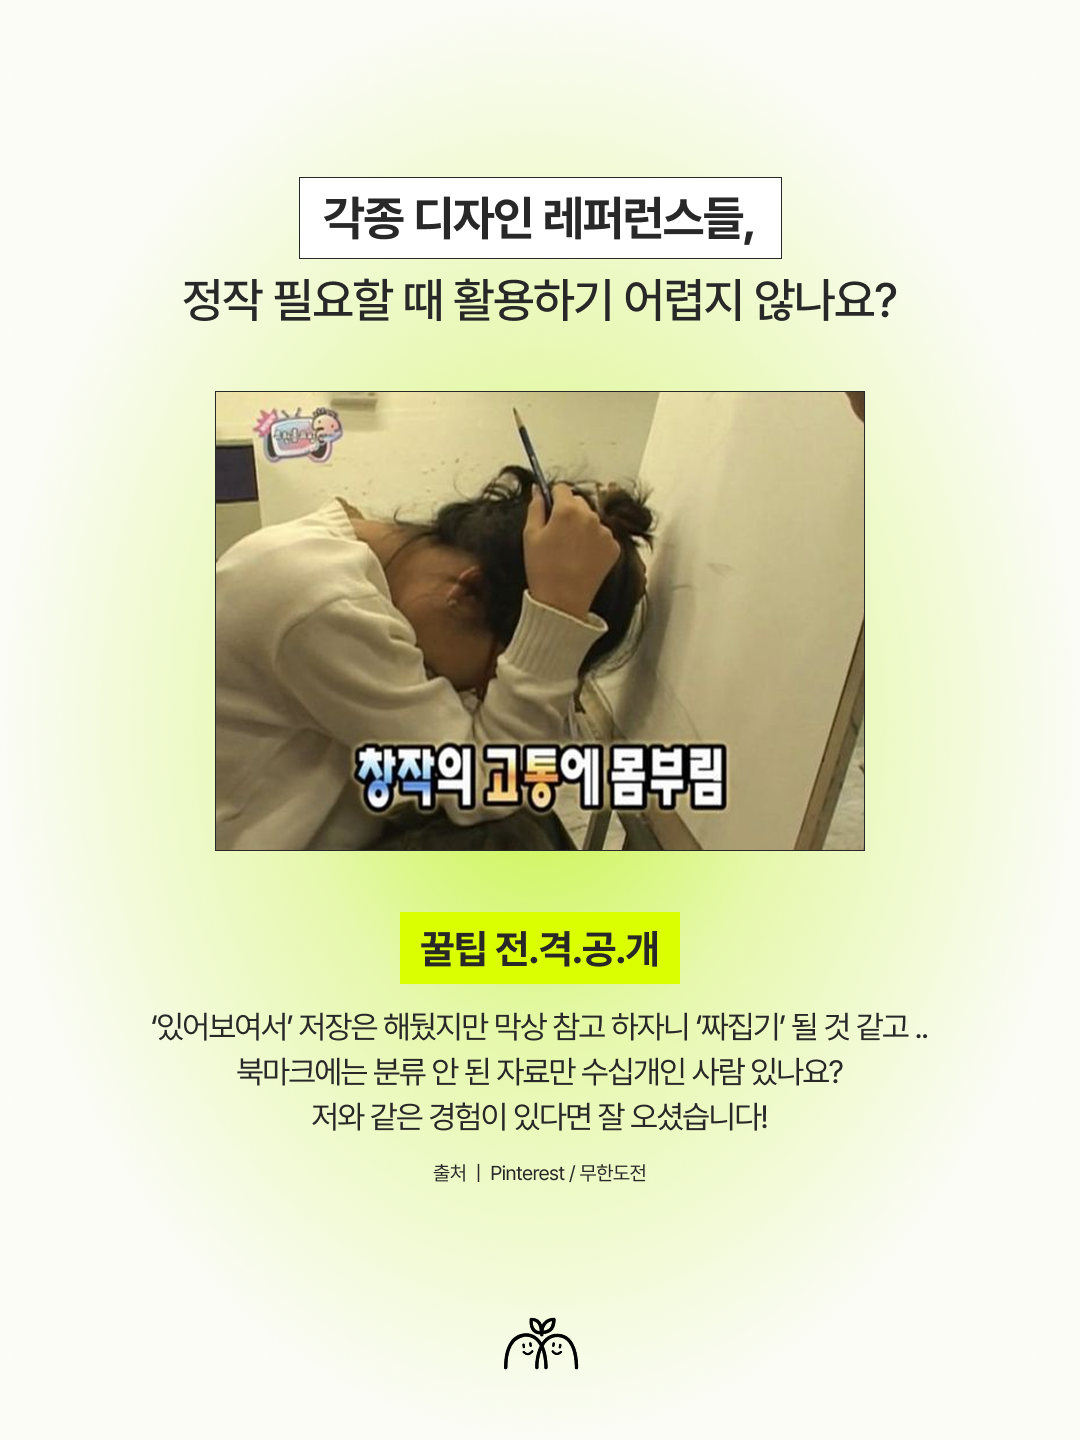 각종 디자인 레퍼런스들,
정작 필요할 때 활용하기 어렵지 않나요?
창작의 고통에 몸부림
꿀팁 전.격.공.개
‘있어보여서’ 저장은 해뒀지만 막상 참고 하자니 ‘짜집기’ 될 것 같고 ..
북마크에는 분류 안 된 자료만 수십개인 사람 있나요?
저와 같은 경험이 있다면 잘 오셨습니다!
출처 | Pinterest / 무한도전